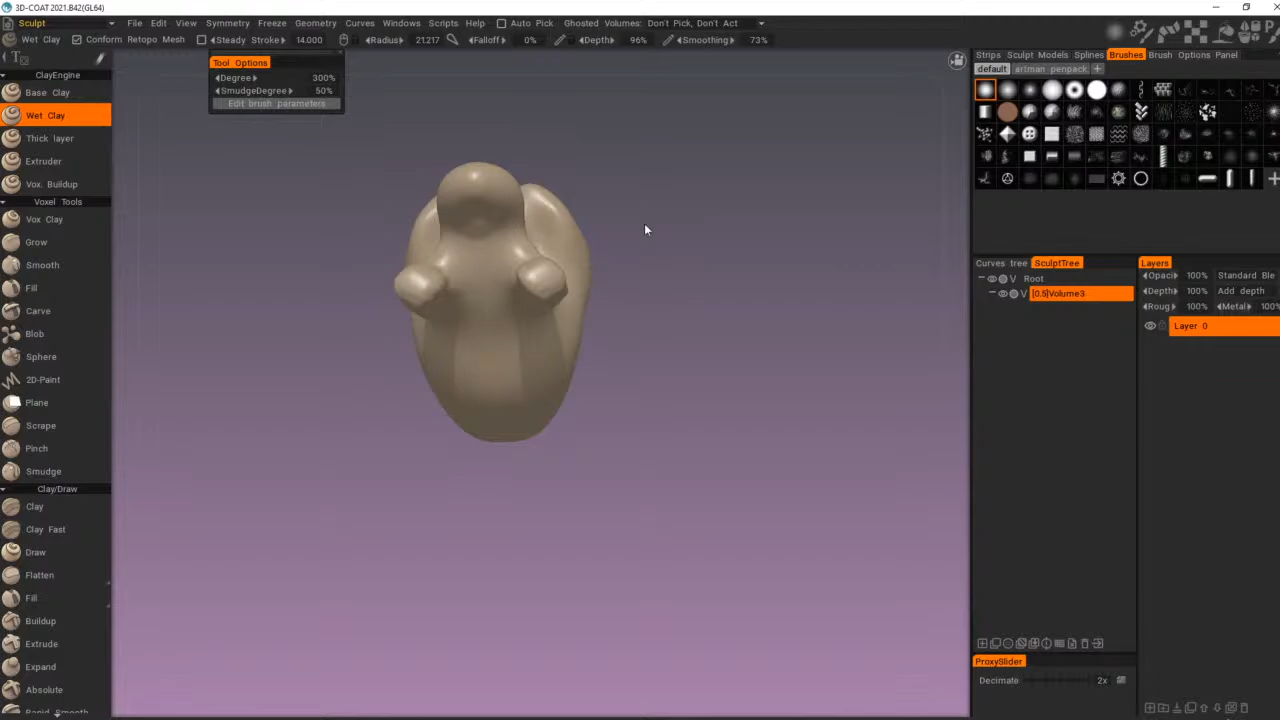 3D-COAT 2021.B42(GL64)
Sculpt File Edit View Symmetry Freeze Geometry Curves Windows Scripts Help Auto Pick Ghosted Volumes: Don't Pick, Don't Act
Wet Clay Conform Retopo Mesh Steady Stroke 14.000 Radius 21.217 Falloff 0% Depth 96% Smoothing 73%
ClayEngine
Base Clay
Wet Clay
Thick layer
Extruder
Vox. Buildup
Voxel Tools
Vox Clay
Grow
Smooth
Fill
Carve
Blob
Sphere
2D-Paint
Plane
Scrape
Pinch
Smudge
Clay/Draw
Clay
Clay Fast
Draw
Flatten
Fill
Buildup
Extrude
Expand
Absolute
Rapid Smooth
Tool Options
Degree 300%
SmudgeDegree 50%
Edit brush parameters
Strips Sculpt Models Splines Brushes Brush Options Panel
default artman penpack +
Curves tree SculptTree
V Root
V [0.5]Volume3
ProxySlider
Decimate 2x
Layers
Opaci 100% Standard Ble
Depth 100% Add depth
Roug 100% Metal 100%
Layer 0